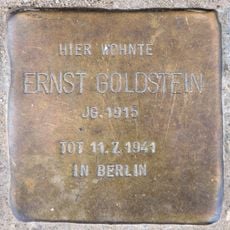 HIER WOHNTE
ERNST GOLDSTEIN
JG. 1915
TOT 11.7.1941
IN BERLIN